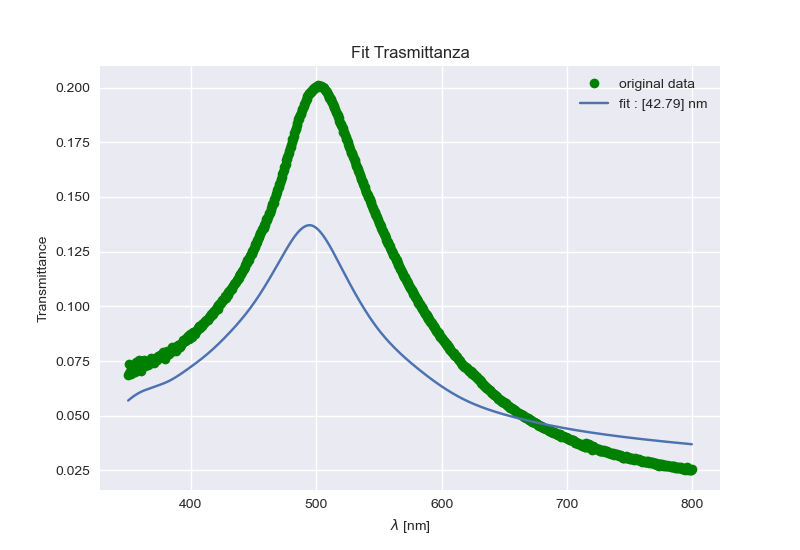 Fit Trasmittanza
original data
fit : [42.79] nm
Transmittance
0.200
0.175
0.150
0.125
0.100
0.075
0.050
0.025
400 500 600 700 800
λ [nm]